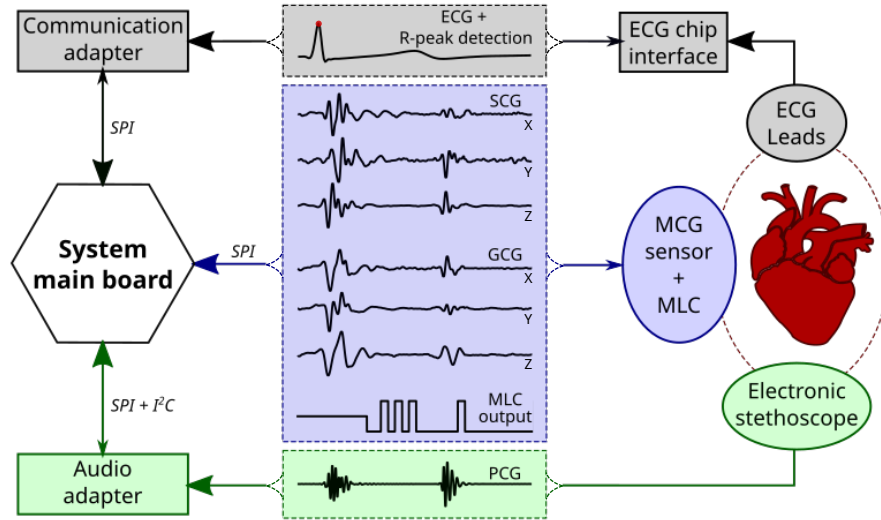 Communication
adapter
ECG +
R-peak detection
ECG chip
interface
ECG
Leads
SPI
SCG
X
Y
Z
System
main board
SPI
GCG
X
Y
Z
MCG
sensor
+
MLC
MLC
output
SPI + I²C
Electronic
stethoscope
Audio
adapter
PCG